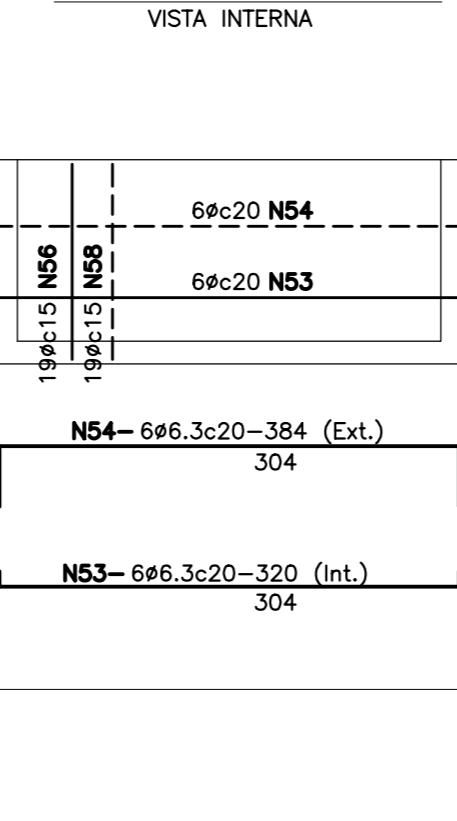 VISTA INTERNA
6øc20 N54
6øc20 N53
19øc15 N56
19øc15 N58
N54- 6ø6.3c20-384 (Ext.)
304
N53- 6ø6.3c20-320 (Int.)
304